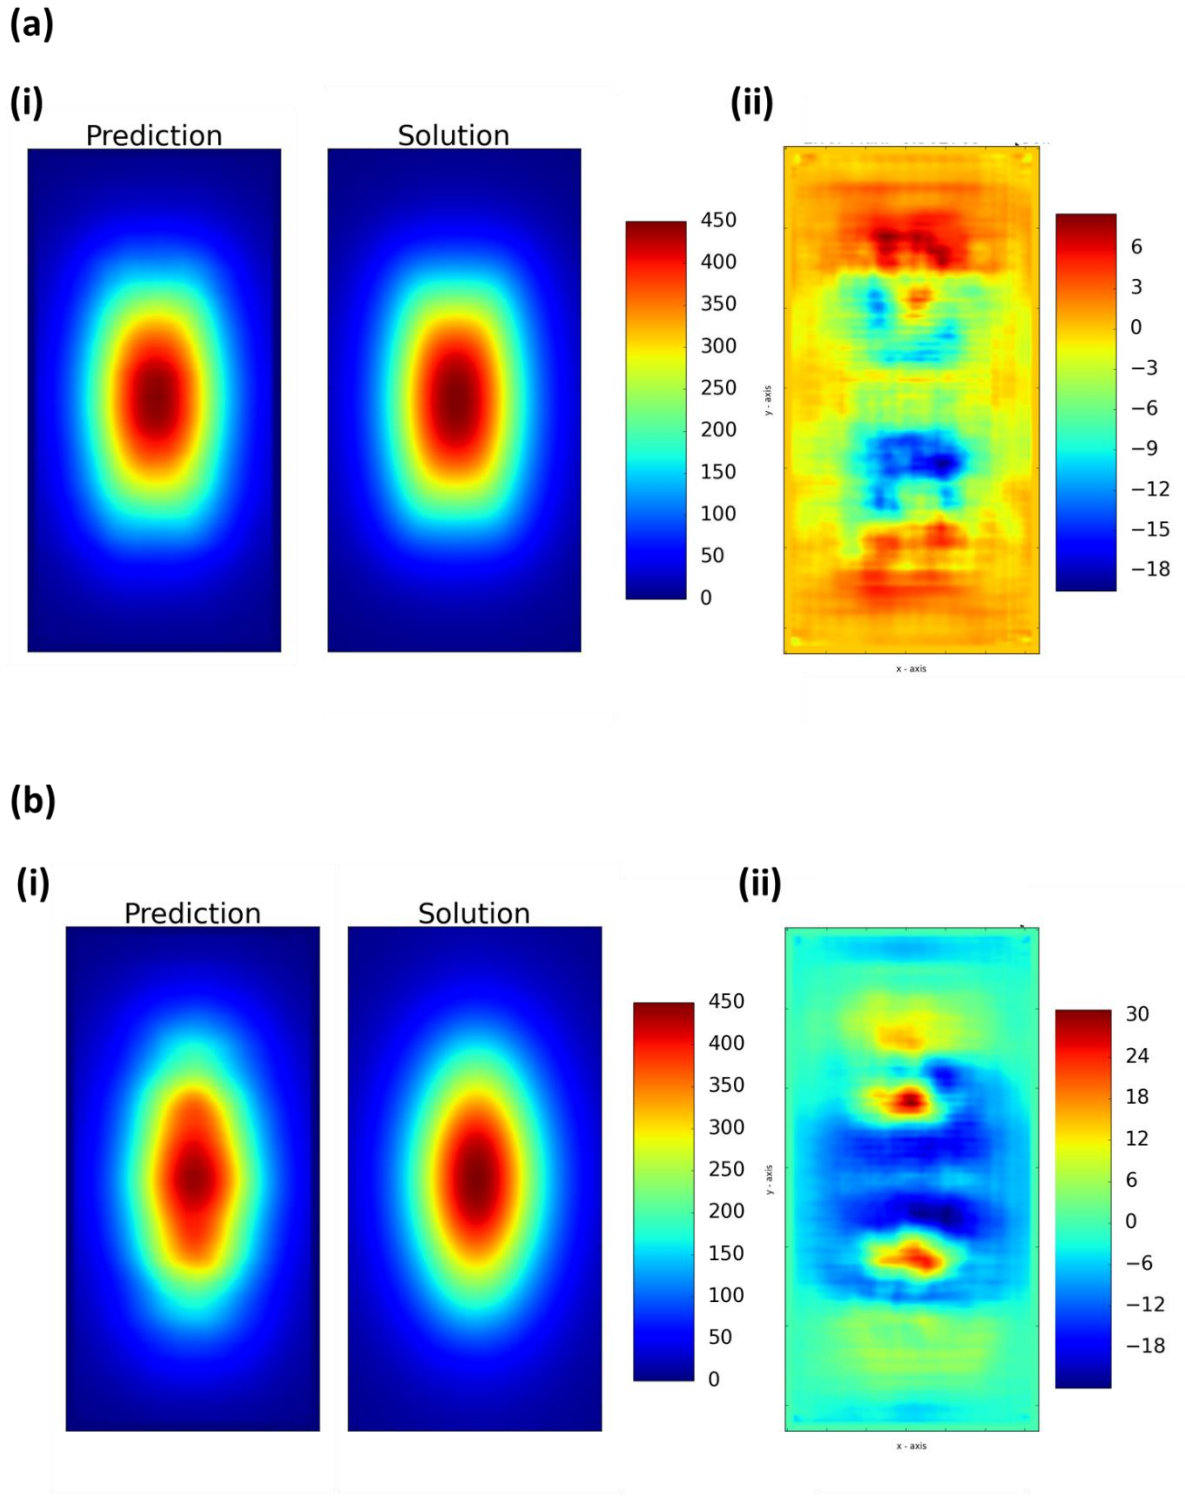 (a)
(i)
(ii)
Prediction
Solution
450
400
350
300
250
200
150
100
50
0
y - axis
x - axis
6
3
0
−3
−6
−9
−12
−15
−18
(b)
(i)
(ii)
Prediction
Solution
450
400
350
300
250
200
150
100
50
0
y - axis
x - axis
30
24
18
12
6
0
−6
−12
−18